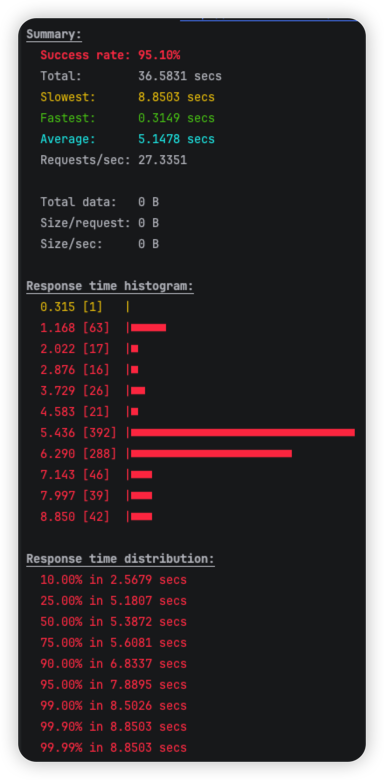 Summary:
Success rate: 95.10%
Total: 36.5831 secs
Slowest: 8.8503 secs
Fastest: 0.3149 secs
Average: 5.1478 secs
Requests/sec: 27.3351
Total data: 0 B
Size/request: 0 B
Size/sec: 0 B
Response time histogram:
0.315 [1] |
1.168 [63] |
2.022 [17] |
2.876 [16] |
3.729 [26] |
4.583 [21] |
5.436 [392] |
6.290 [288] |
7.143 [46] |
7.997 [39] |
8.850 [42] |
Response time distribution:
10.00% in 2.5679 secs
25.00% in 5.1807 secs
50.00% in 5.3872 secs
75.00% in 5.6081 secs
90.00% in 6.8337 secs
95.00% in 7.8895 secs
99.00% in 8.5026 secs
99.90% in 8.8503 secs
99.99% in 8.8503 secs